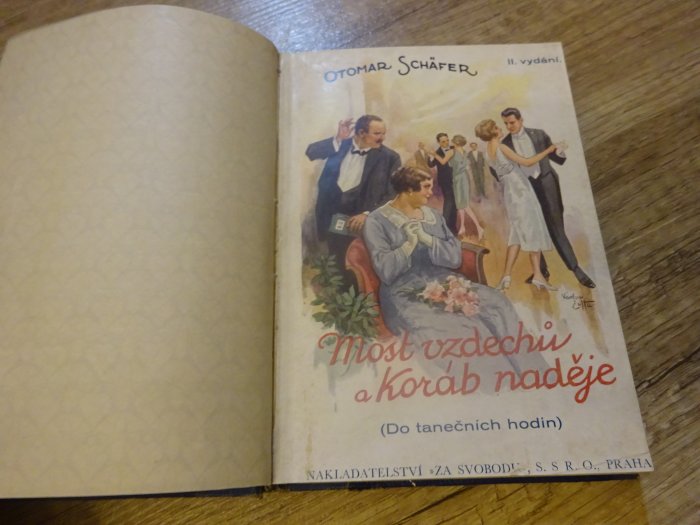 OTOMAR SCHÄFER
II. vydání.
Most vzdechů
a Koráb naděje
(Do tanečních hodin)
NAKLADATELSTVÍ »ZA SVOBODU«, S. S R. O., PRAHA